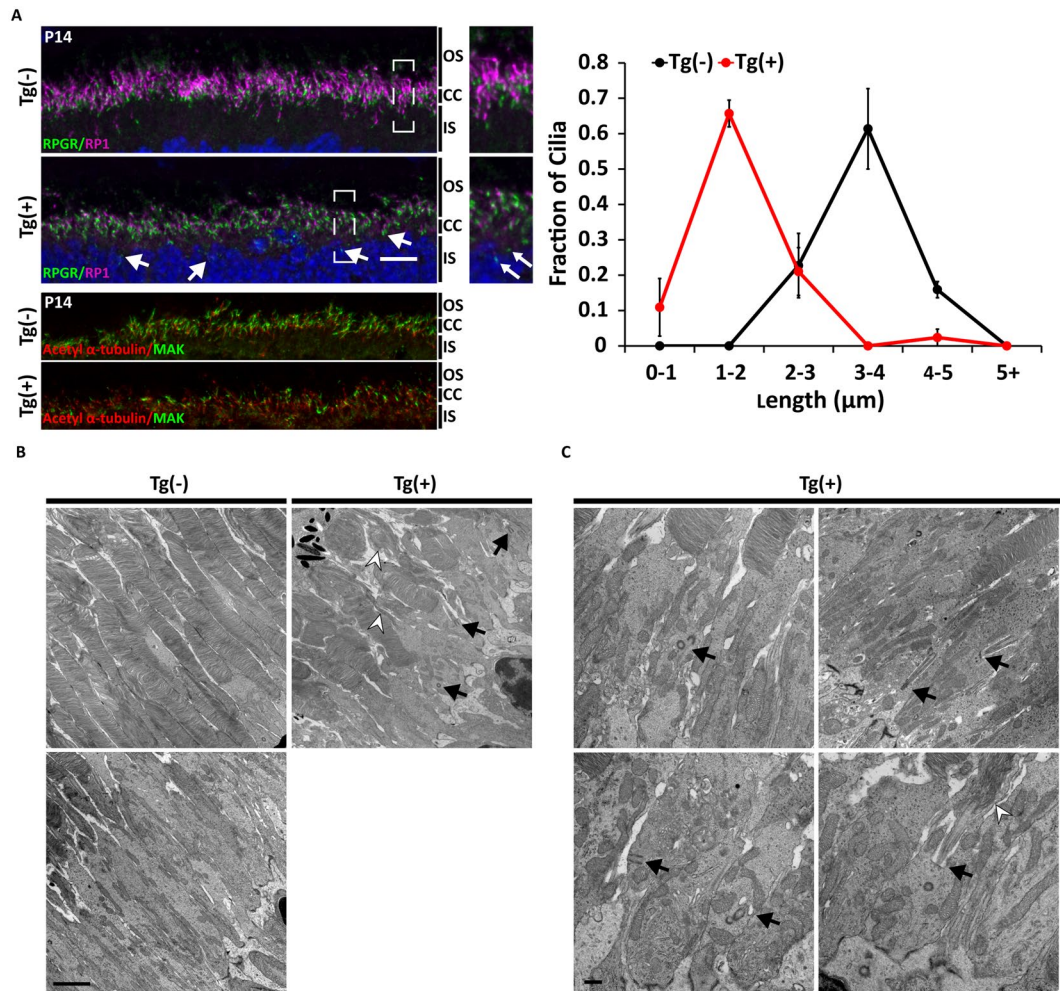 A
P14
Tg(-)
OS
CC
IS
RPGR/RP1
Tg(+)
OS
CC
IS
RPGR/RP1
P14
Tg(-)
OS
CC
IS
Acetyl α-tubulin/MAK
Tg(+)
OS
CC
IS
Acetyl α-tubulin/MAK
Tg(-) Tg(+)
Fraction of Cilia
0.8
0.7
0.6
0.5
0.4
0.3
0.2
0.1
0
0-1 1-2 2-3 3-4 4-5 5+
Length (μm)
B
Tg(-) Tg(+)
C
Tg(+)